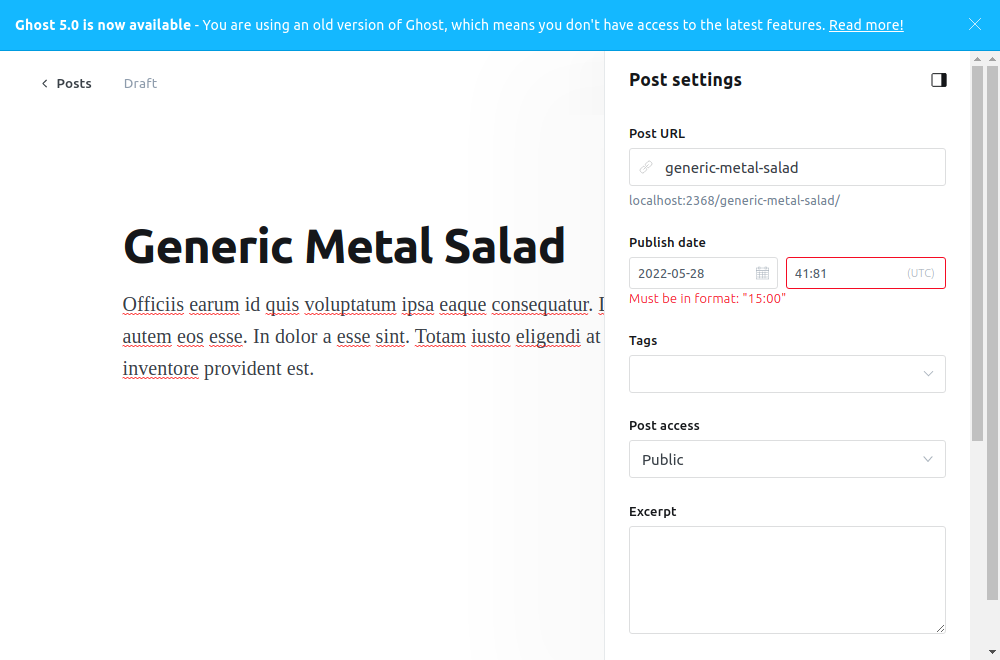 Ghost 5.0 is now available - You are using an old version of Ghost, which means you don't have access to the latest features. Read more!
Posts
Draft
Generic Metal Salad
Officiis earum id quis voluptatum ipsa eaque consequatur.
autem eos esse. In dolor a esse sint. Totam iusto eligendi at
inventore provident est.
Post settings
Post URL
generic-metal-salad
localhost:2368/generic-metal-salad/
Publish date
2022-05-28
41:81 (UTC)
Must be in format: "15:00"
Tags
Post access
Public
Excerpt